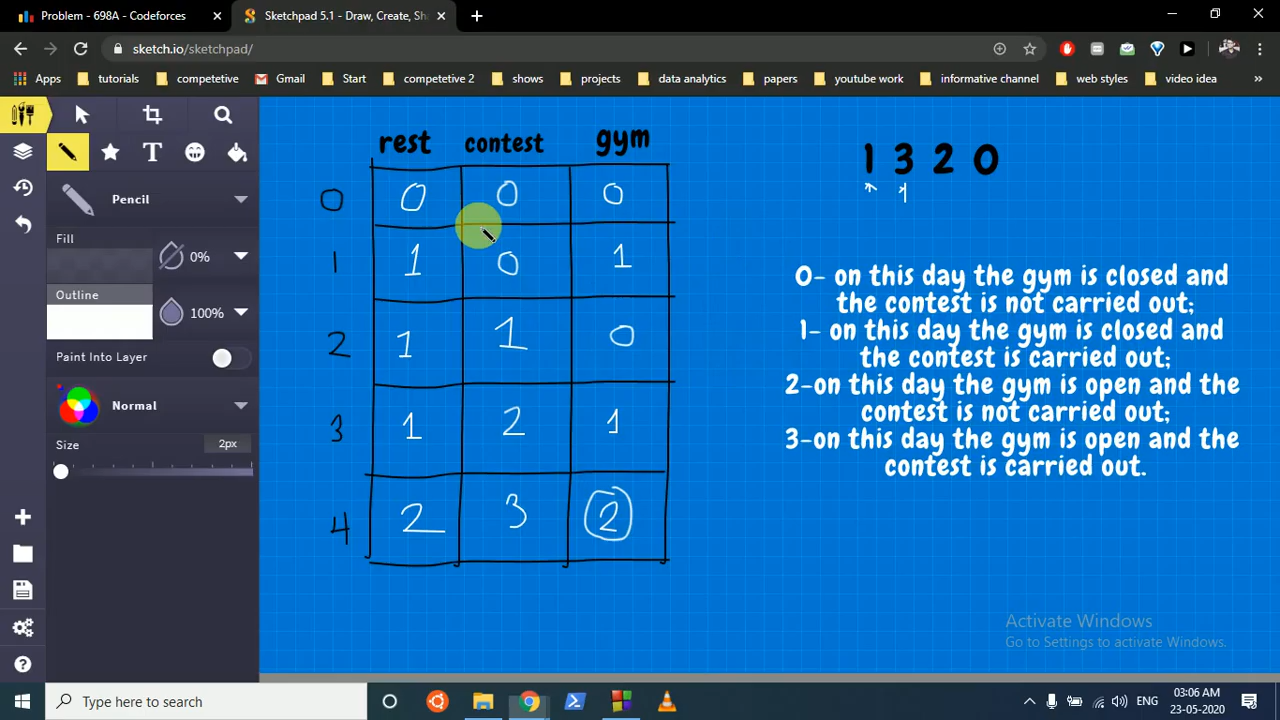 Problem - 698A - Codeforces
Sketchpad 5.1 - Draw, Create, Sha
sketch.io/sketchpad/
Apps tutorials competetive Gmail Start competetive 2 shows projects data analytics papers youtube work informative channel web styles video idea »
Pencil
Fill
0%
Outline
100%
Paint Into Layer
Normal
Size
2px
rest contest gym
0 0 0 0
1 1 0 1
2 1 1 0
3 1 2 1
4 2 3 2
1 3 2 0
0- on this day the gym is closed and
the contest is not carried out;
1- on this day the gym is closed and
the contest is carried out;
2-on this day the gym is open and the
contest is not carried out;
3-on this day the gym is open and the
contest is carried out.
Activate Windows
Go to Settings to activate Windows.
Type here to search
ENG
03:06 AM
23-05-2020